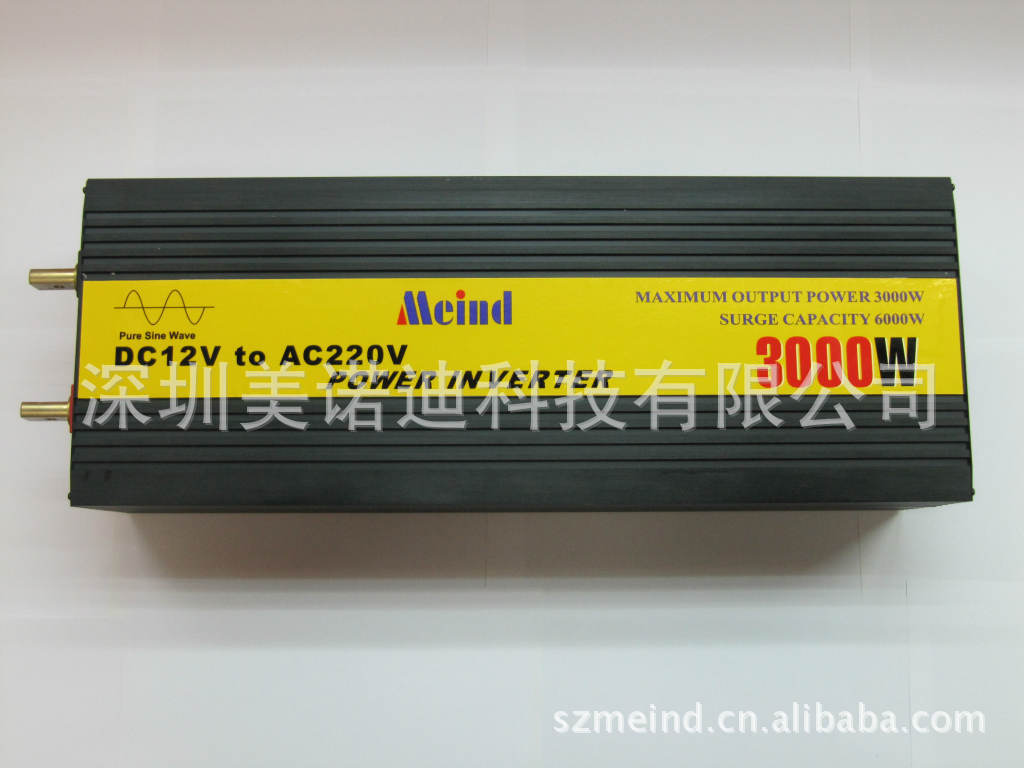 Meind
MAXIMUM OUTPUT POWER 3000W
SURGE CAPACITY 6000W
Pure Sine Wave
DC12V to AC220V
POWER INVERTER
3000W
深圳美诺迪科技有限公司
szmeind.cn.alibaba.com